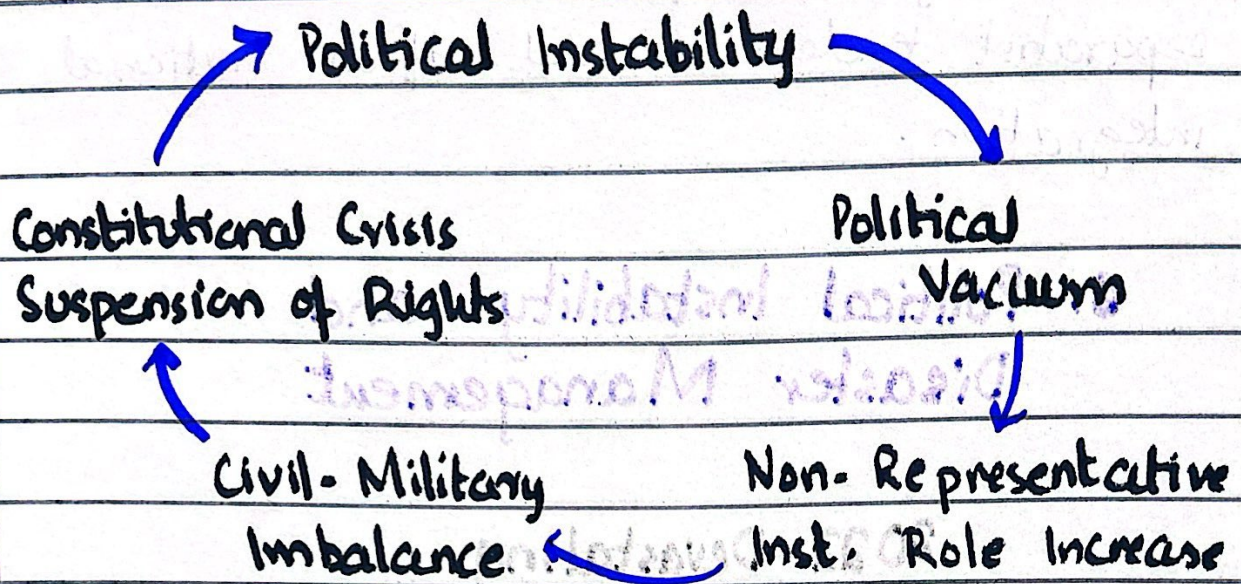 Political Instability
Constitutional Crisis
Suspension of Rights
Political
Vacuum
Civil-Military
Imbalance
Non-Representative
Inst. Role Increase